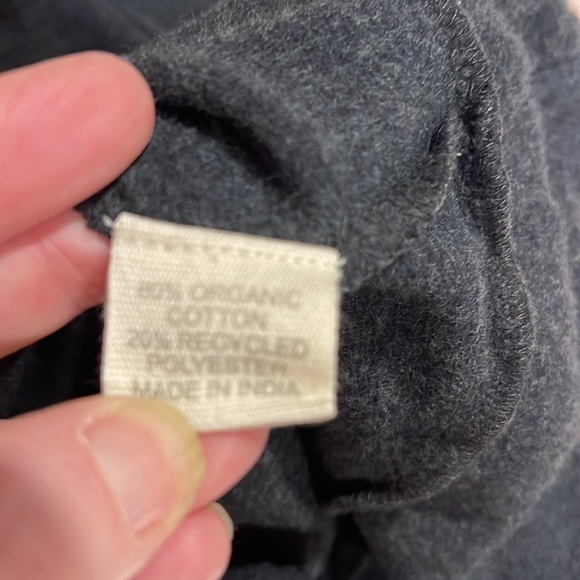 80% ORGANIC
COTTON
20% RECYCLED
POLYESTER
MADE IN INDIA